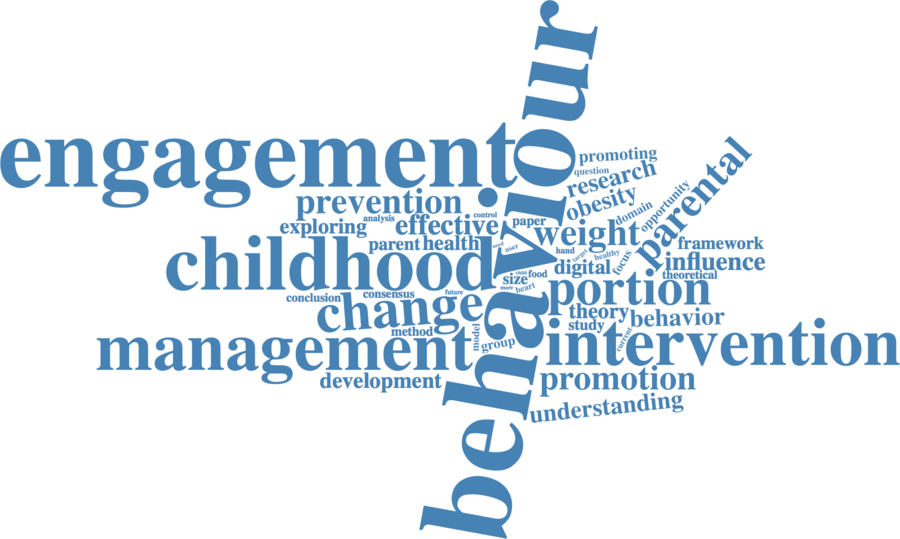 behaviour
engagement
promoting
question
research
parental
prevention
obesity
opportunity
control
analysis
domain
exploring
effective
paper
weight
parent
health
need
user
hand
target
healthy
focus
framework
childhood
digital
influence
theoretical
child
food
size
portion
more
heart
conclusion
consensus
future
change
theory
behavior
method
study
model
group
current
management
intervention
development
promotion
understanding